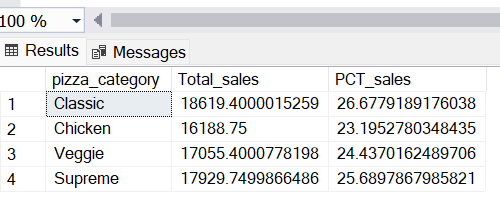 100 %
Results Messages
pizza_category Total_sales PCT_sales
1 Classic 18619.4000015259 26.6779189176038
2 Chicken 16188.75 23.1952780348435
3 Veggie 17055.4000778198 24.4370162489706
4 Supreme 17929.7499866486 25.6897867985821